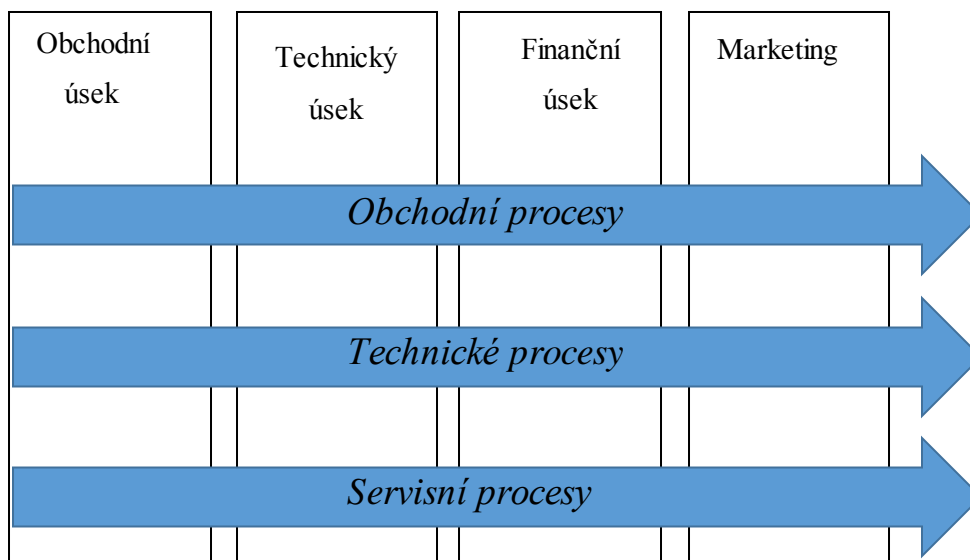 Obchodní
úsek
Technický
úsek
Finanční
úsek
Marketing
Obchodní procesy
Technické procesy
Servisní procesy